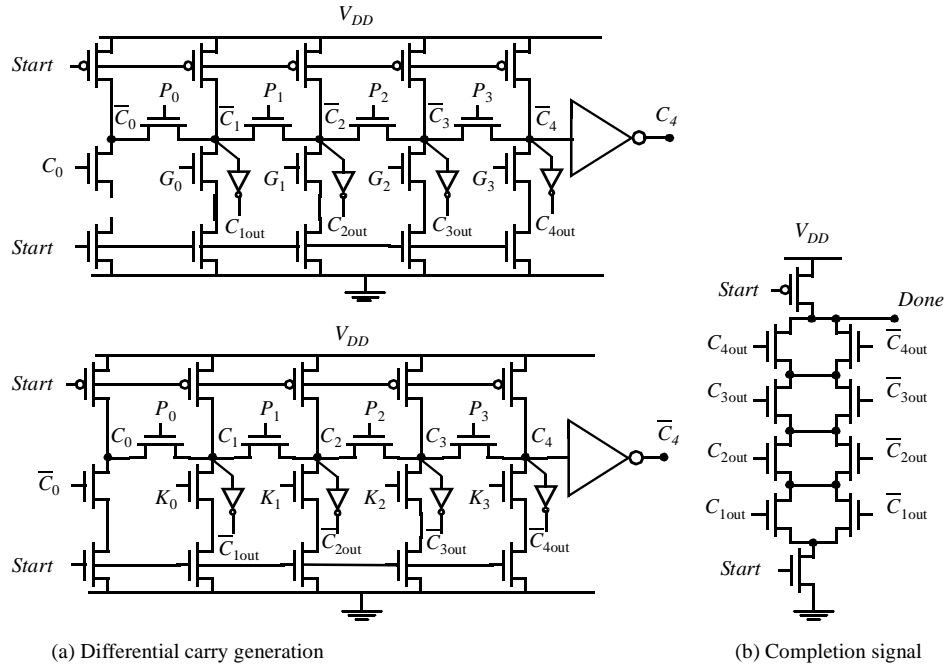 V_DD
Start
P_0 P_1 P_2 P_3
C̅_0 C̅_1 C̅_2 C̅_3 C̅_4 C_4
C_0 G_0 G_1 G_2 G_3
C_1out C_2out C_3out C_4out
Start
V_DD
Start
P_0 P_1 P_2 P_3
C_0 C_1 C_2 C_3 C_4 C̅_4
C̅_0 K_0 K_1 K_2 K_3
C̅_1out C̅_2out C̅_3out C̅_4out
Start
(a) Differential carry generation
V_DD
Start
Done
C_4out C̅_4out
C_3out C̅_3out
C_2out C̅_2out
C_1out C̅_1out
Start
(b) Completion signal